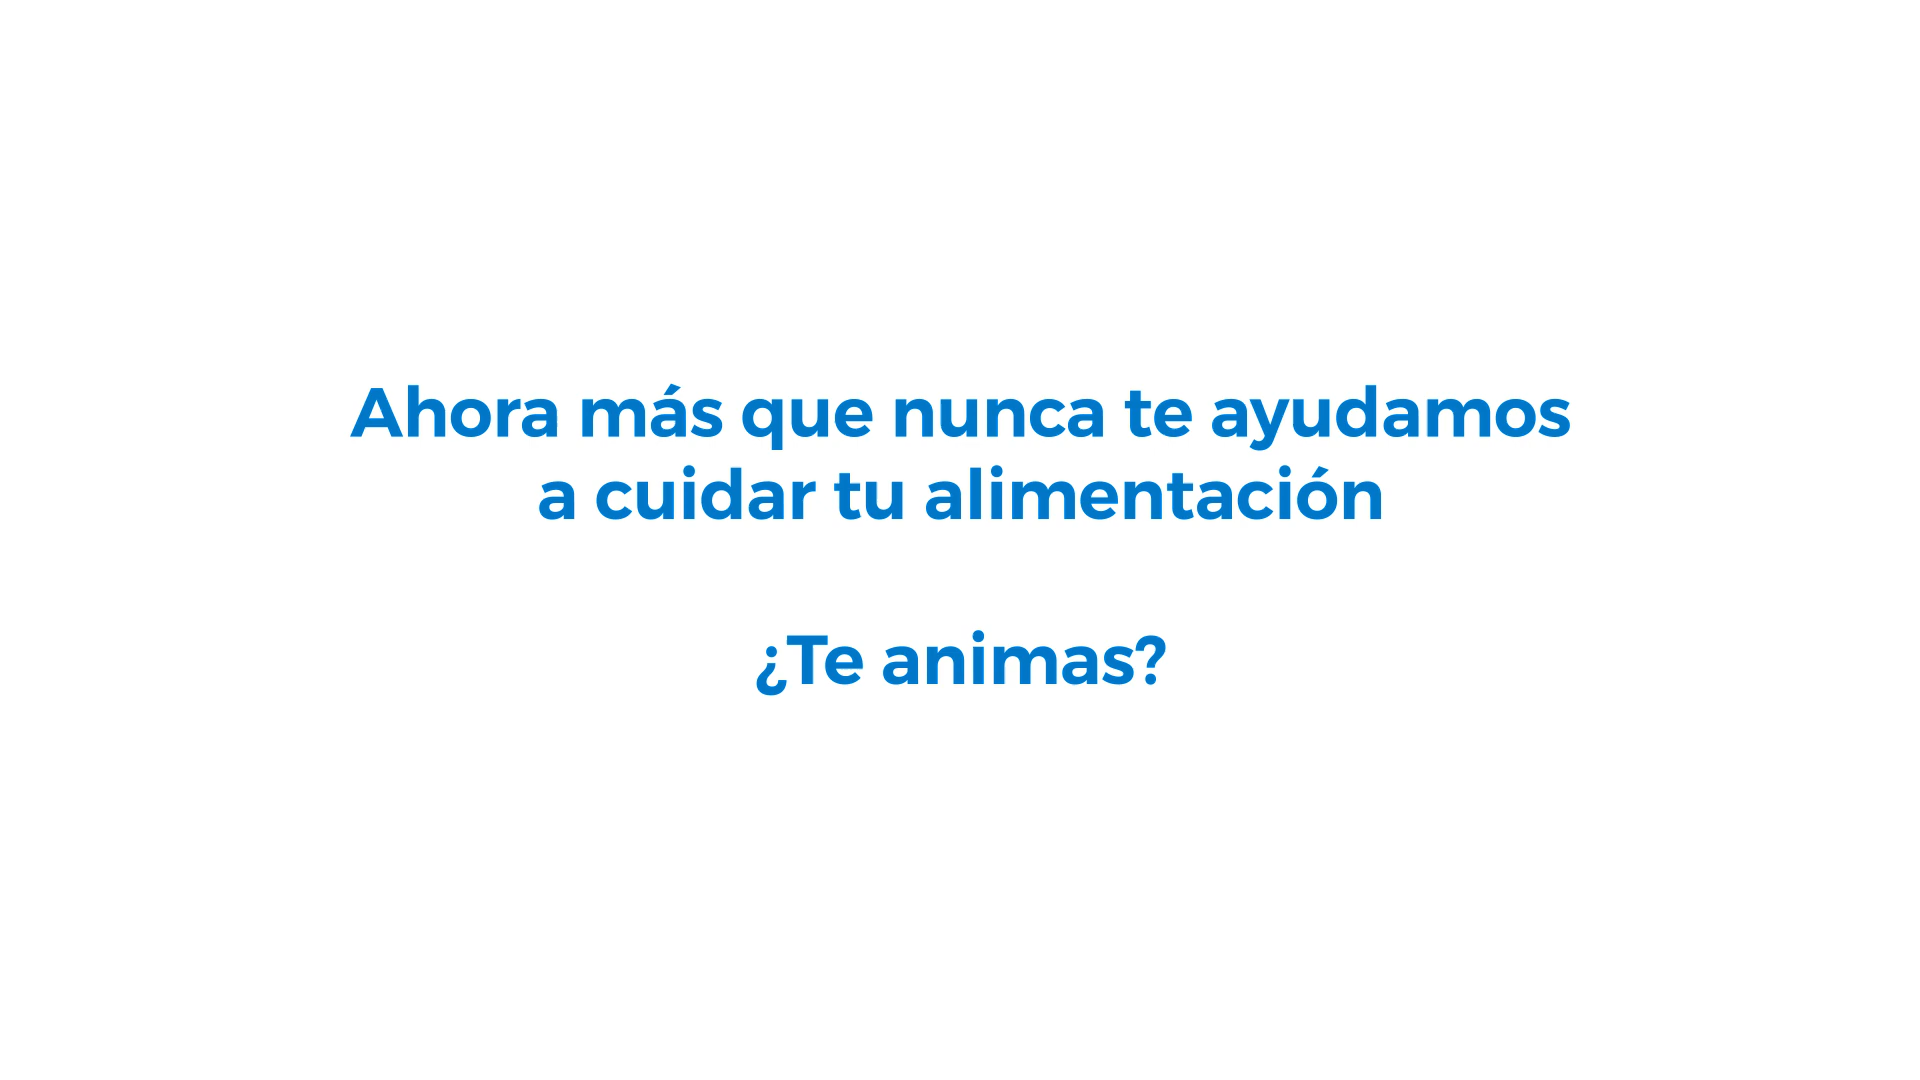 Ahora más que nunca te ayudamos
a cuidar tu alimentación
¿Te animas?